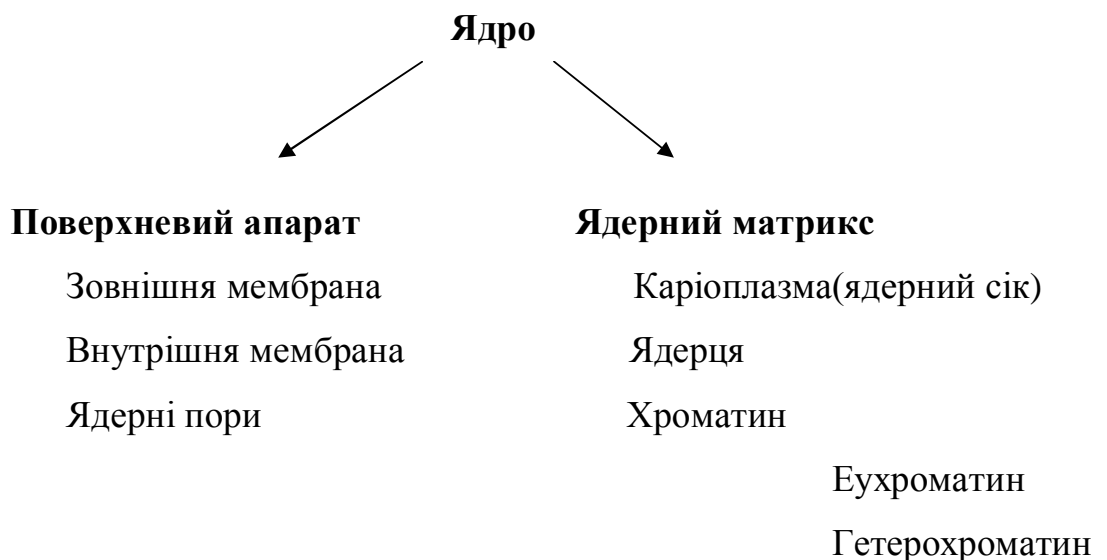 Ядро
Поверхневий апарат
Зовнішня мембрана
Внутрішня мембрана
Ядерні пори
Ядерний матрикс
Каріоплазма(ядерний сік)
Ядерця
Хроматин
Еухроматин
Гетерохроматин